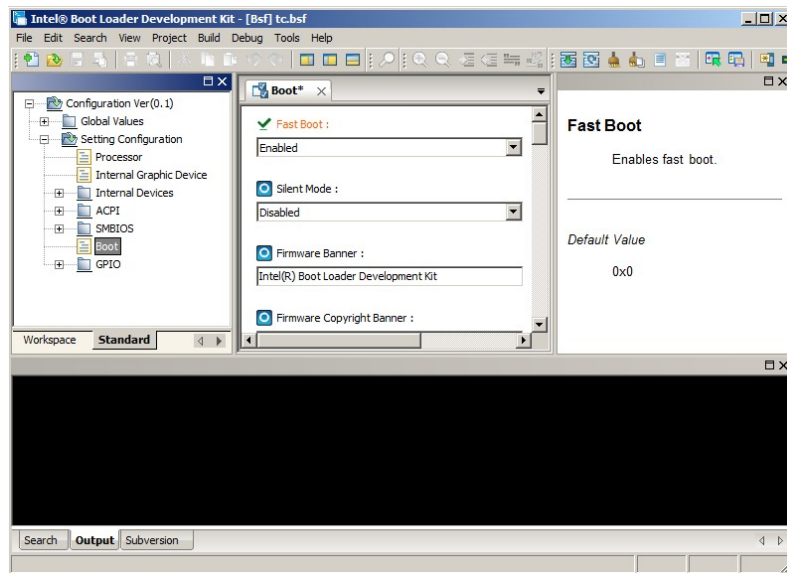 Intel® Boot Loader Development Kit - [Bsf] tc.bsf
File Edit Search View Project Build Debug Tools Help
Configuration Ver(0.1)
Global Values
Setting Configuration
Processor
Internal Graphic Device
Internal Devices
ACPI
SMBIOS
Boot
GPIO
Workspace Standard
Boot*
Fast Boot :
Enabled
Silent Mode :
Disabled
Firmware Banner :
Intel(R) Boot Loader Development Kit
Firmware Copyright Banner :
Fast Boot
Enables fast boot.
Default Value
0x0
Search Output Subversion